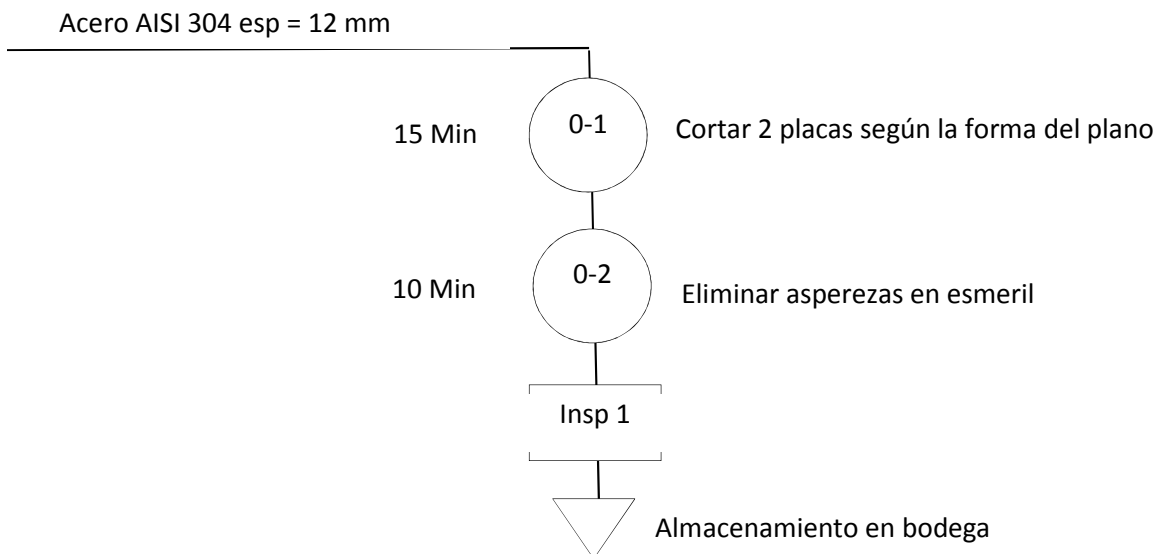 Acero AISI 304 esp = 12 mm
15 Min
0-1
Cortar 2 placas según la forma del plano
10 Min
0-2
Eliminar asperezas en esmeril
Insp 1
Almacenamiento en bodega